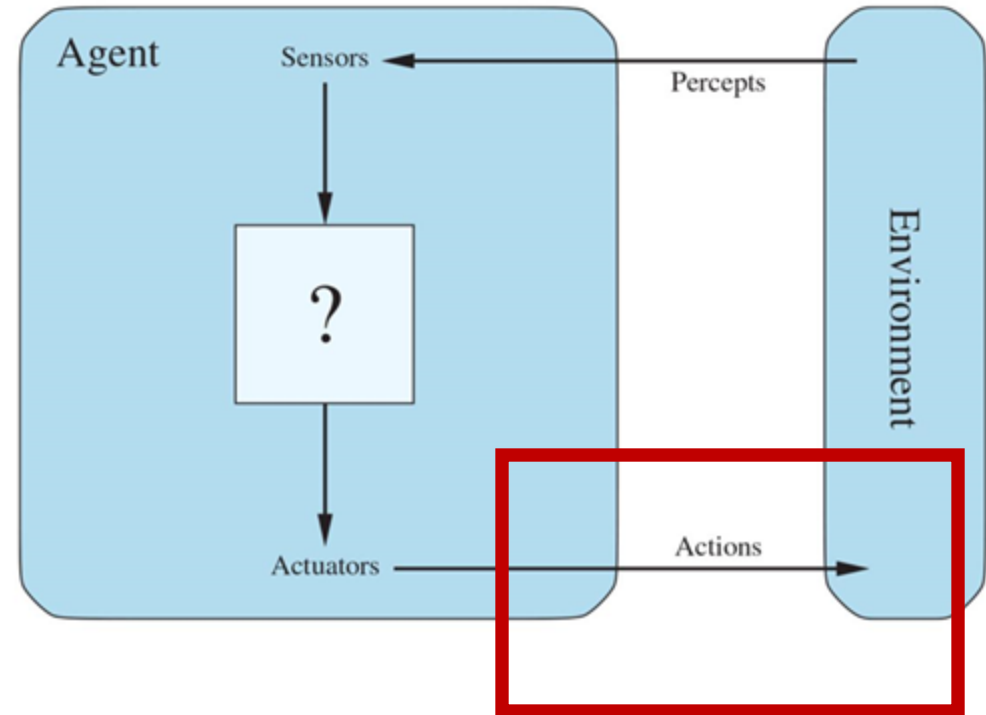 Agent
Sensors
Percepts
?
Environment
Actuators
Actions